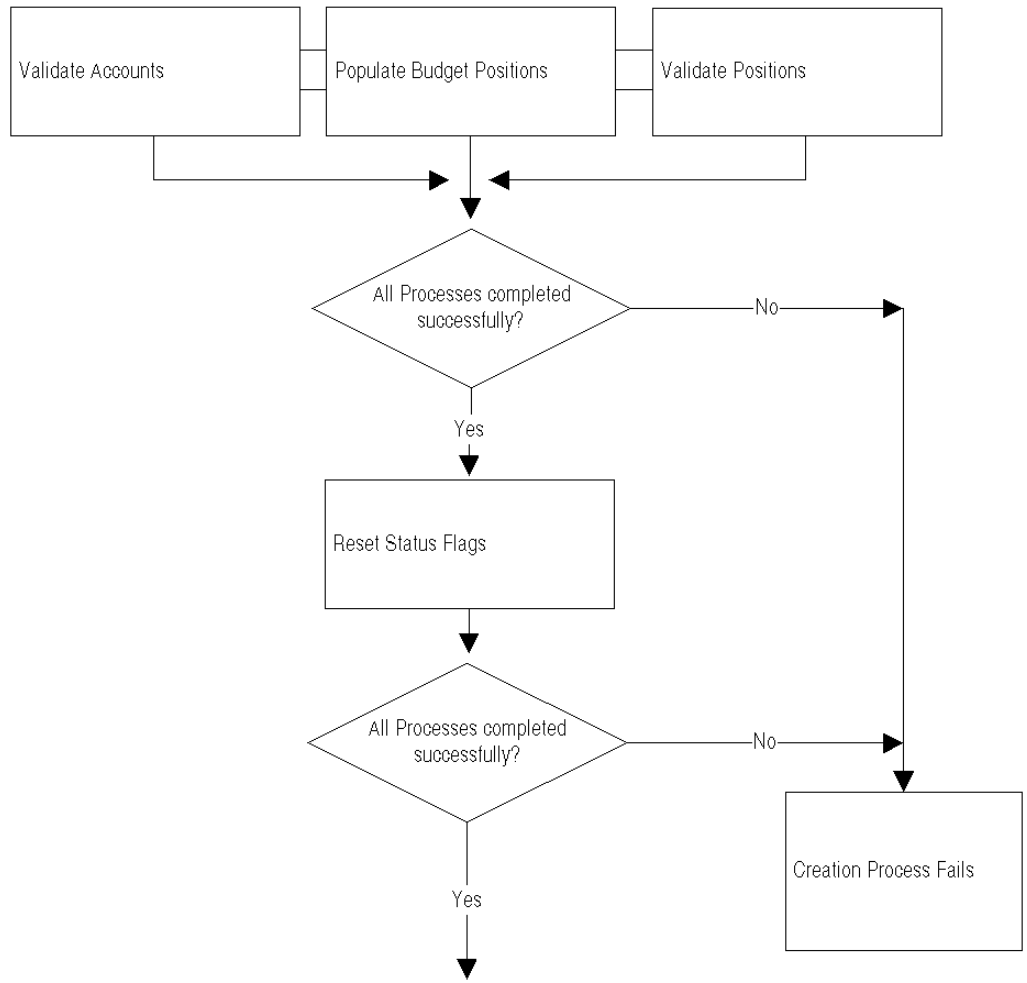 Validate Accounts
Populate Budget Positions
Validate Positions
All Processes completed
successfully?
No
Yes
Reset Status Flags
All Processes completed
successfully?
No
Creation Process Fails
Yes